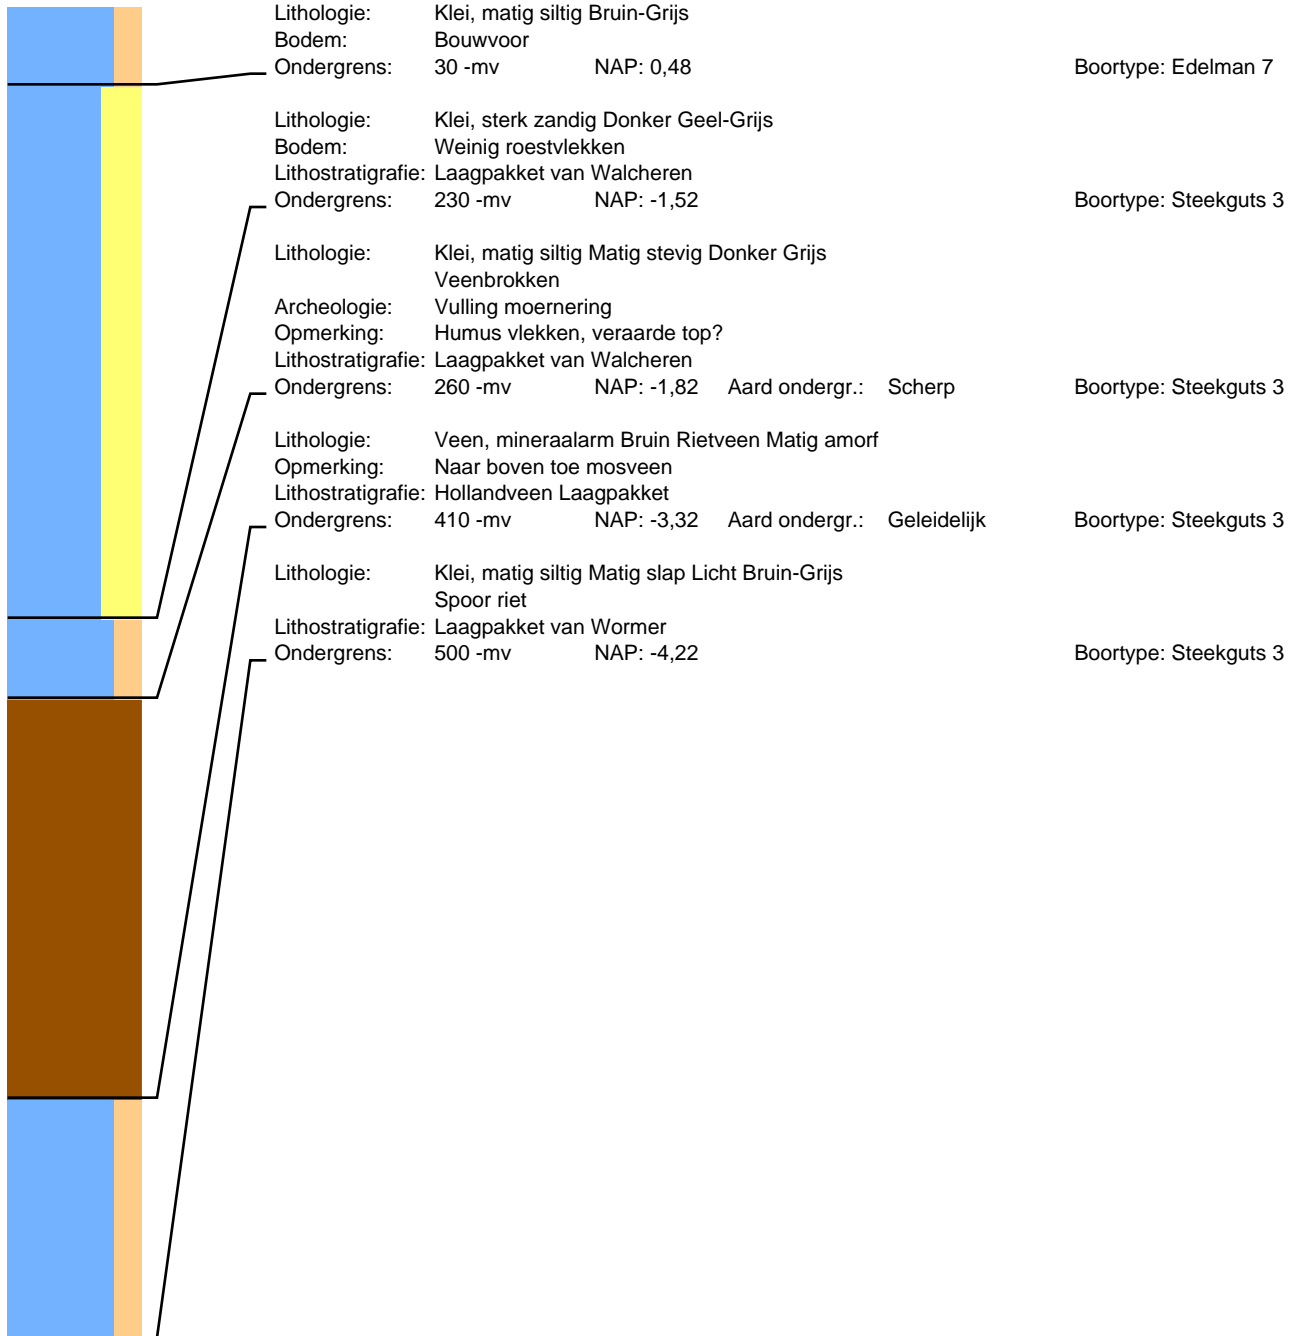 Lithologie: Klei, matig siltig Bruin-Grijs
Bodem: Bouwvoor
Ondergrens: 30 -mv NAP: 0,48 Boortype: Edelman 7
Lithologie: Klei, sterk zandig Donker Geel-Grijs
Bodem: Weinig roestvlekken
Lithostratigrafie: Laagpakket van Walcheren
Ondergrens: 230 -mv NAP: -1,52 Boortype: Steekguts 3
Lithologie: Klei, matig siltig Matig stevig Donker Grijs
Veenbrokken
Archeologie: Vulling moernering
Opmerking: Humus vlekken, veraarde top?
Lithostratigrafie: Laagpakket van Walcheren
Ondergrens: 260 -mv NAP: -1,82 Aard ondergr.: Scherp Boortype: Steekguts 3
Lithologie: Veen, mineraalarm Bruin Rietveen Matig amorf
Opmerking: Naar boven toe mosveen
Lithostratigrafie: Hollandveen Laagpakket
Ondergrens: 410 -mv NAP: -3,32 Aard ondergr.: Geleidelijk Boortype: Steekguts 3
Lithologie: Klei, matig siltig Matig slap Licht Bruin-Grijs
Spoor riet
Lithostratigrafie: Laagpakket van Wormer
Ondergrens: 500 -mv NAP: -4,22 Boortype: Steekguts 3